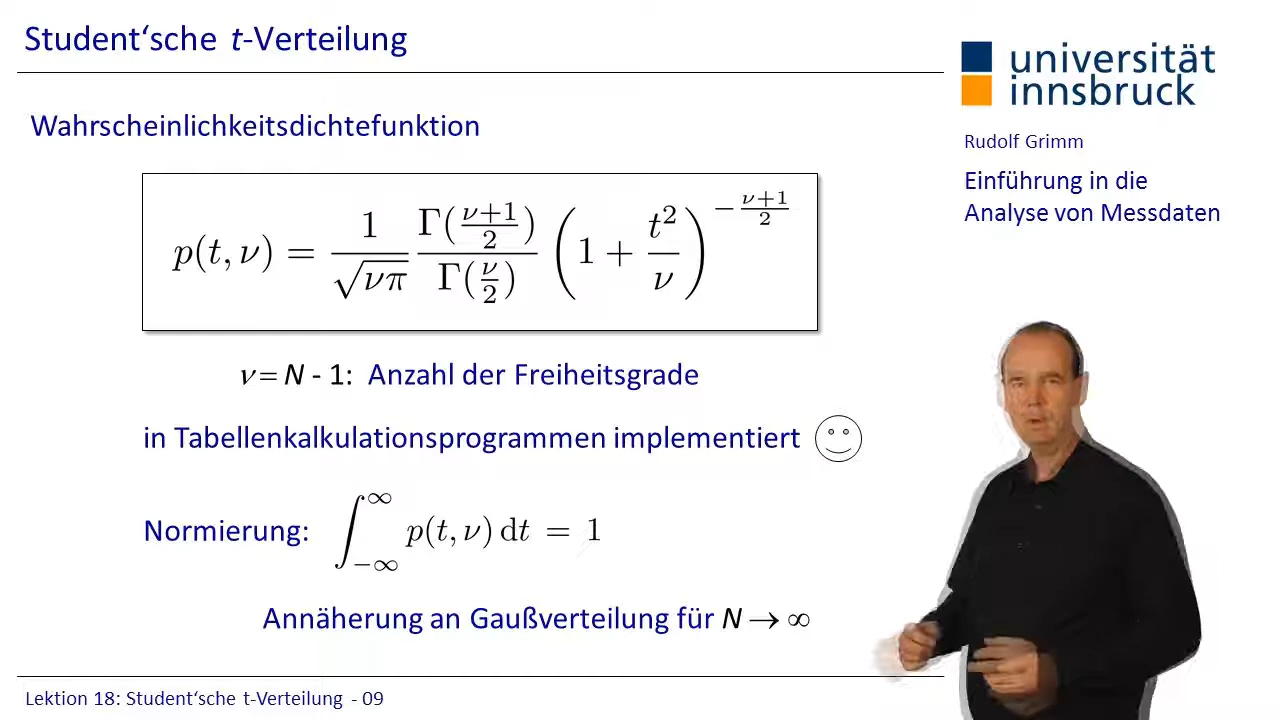 Student‘sche t-Verteilung
universität
innsbruck
Rudolf Grimm
Einführung in die
Analyse von Messdaten
Wahrscheinlichkeitsdichtefunktion
p(t, ν) = 1/√(νπ) Γ((ν+1)/2)/Γ(ν/2) (1 + t²/ν)^(−(ν+1)/2)
ν = N - 1: Anzahl der Freiheitsgrade
in Tabellenkalkulationsprogrammen implementiert
Normierung: ∫_{−∞}^{∞} p(t, ν) dt = 1
Annäherung an Gaußverteilung für N → ∞
Lektion 18: Student‘sche t-Verteilung - 09